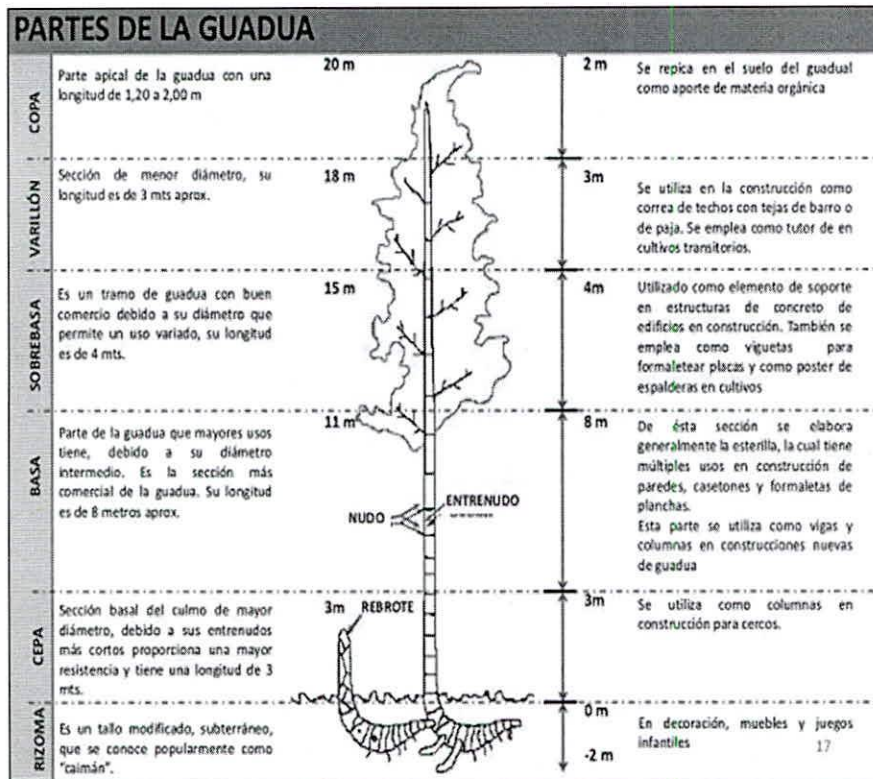 PARTES DE LA GUADUA
COPA
Parte apical de la guadua con una
longitud de 1,20 a 2,00 m
20 m
2 m
Se repica en el suelo del guadual
como aporte de materia orgánica
VARILLÓN
Sección de menor diámetro, su
longitud es de 3 mts aprox.
18 m
3m
Se utiliza en la construcción como
correa de techos con tejas de barro o
de paja. Se emplea como tutor de en
cultivos transitorios.
SOBREBASA
Es un tramo de guadua con buen
comercio debido a su diámetro que
permite un uso variado, su longitud
es de 4 mts.
15 m
4m
Utilizado como elemento de soporte
en estructuras de concreto de
edificios en construcción. También se
emplea como viguetas para
formaletear placas y como poster de
espalderas en cultivos
BASA
Parte de la guadua que mayores usos
tiene, debido a su diámetro
intermedio. Es la sección más
comercial de la guadua. Su longitud
es de 8 metros aprox.
11 m
NUDO
ENTRENUDO
8 m
De ésta sección se elabora
generalmente la esterilla, la cual tiene
múltiples usos en construcción de
paredes, casetones y formaletas de
planchas.
Esta parte se utiliza como vigas y
columnas en construcciones nuevas
de guadua
CEPA
Sección basal del culmo de mayor
diámetro, debido a sus entrenudos
más cortos proporciona una mayor
resistencia y tiene una longitud de 3
mts.
3m
REBROTE
3m
Se utiliza como columnas en
construcción para cercos.
RIZOMA
Es un tallo modificado, subterráneo,
que se conoce popularmente como
"caimán".
0 m
-2 m
En decoración, muebles y juegos
infantiles
17